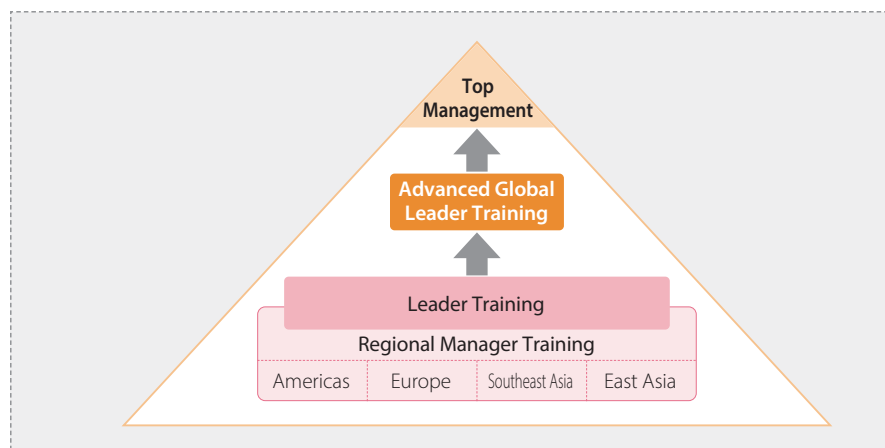 Top
Management
Advanced Global
Leader Training
Leader Training
Regional Manager Training
Americas
Europe
Southeast Asia
East Asia